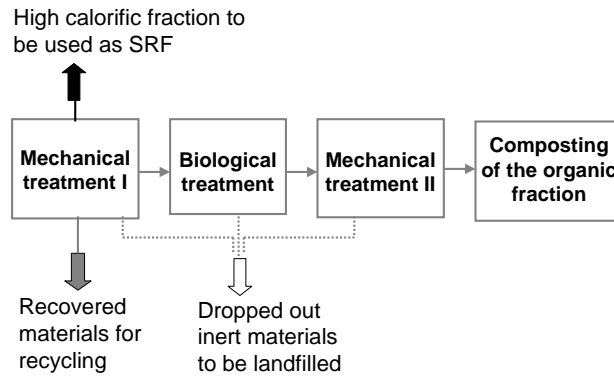 High calorific fraction to
be used as SRF
Mechanical
treatment I
Biological
treatment
Mechanical
treatment II
Composting
of the organic
fraction
Recovered
materials for
recycling
Dropped out
inert materials
to be landfilled